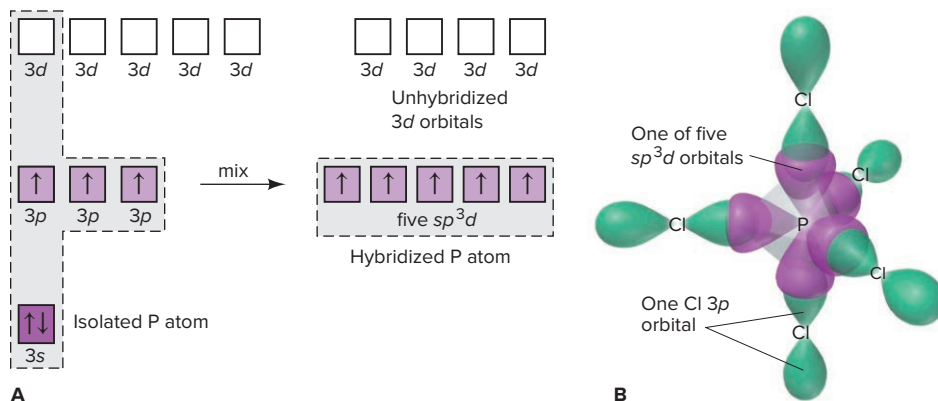 3d 3d 3d 3d 3d
3d 3d 3d 3d
Unhybridized
3d orbitals
↑ ↑ ↑
3p 3p 3p
mix
↑ ↑ ↑ ↑ ↑
five sp³d
Hybridized P atom
↑↓
3s
Isolated P atom
A
Cl
One of five
sp³d orbitals
Cl
Cl
P
Cl
One Cl 3p
orbital
Cl
B